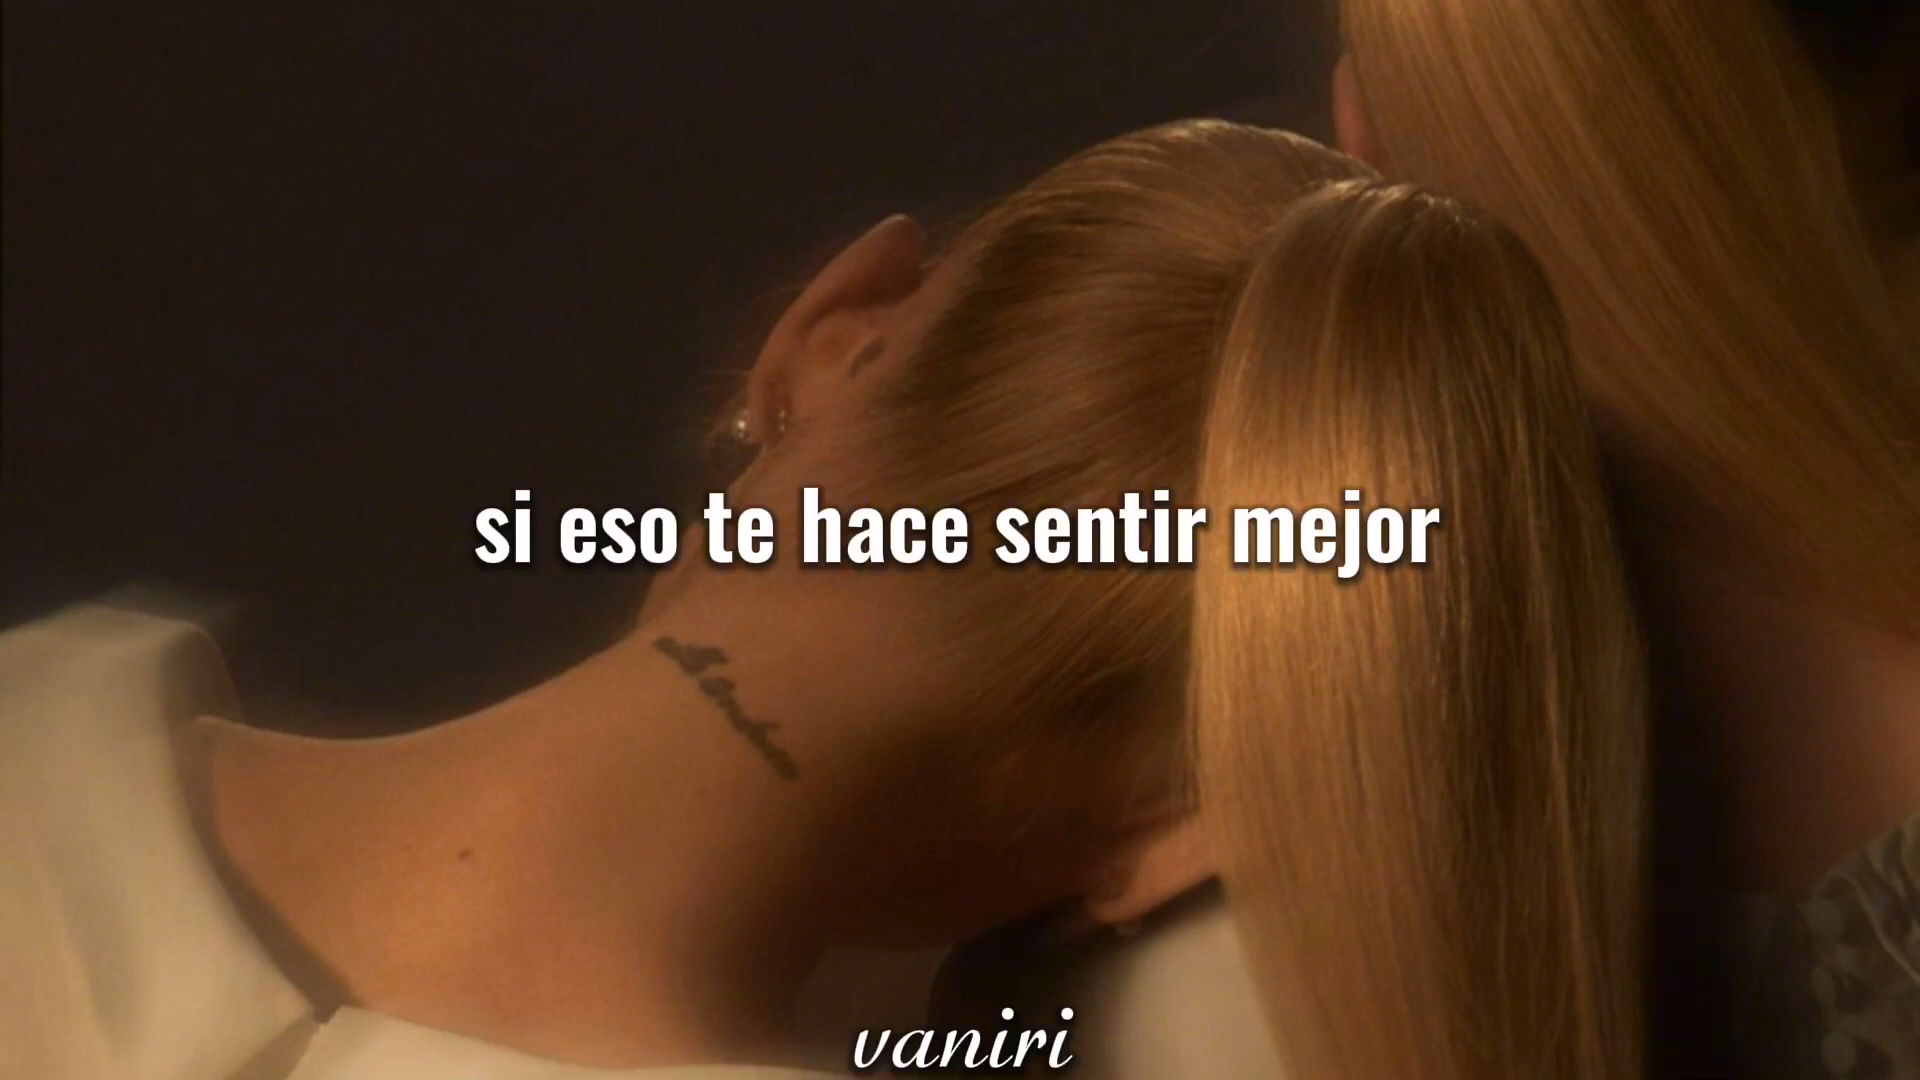 si eso te hace sentir mejor
vaniri